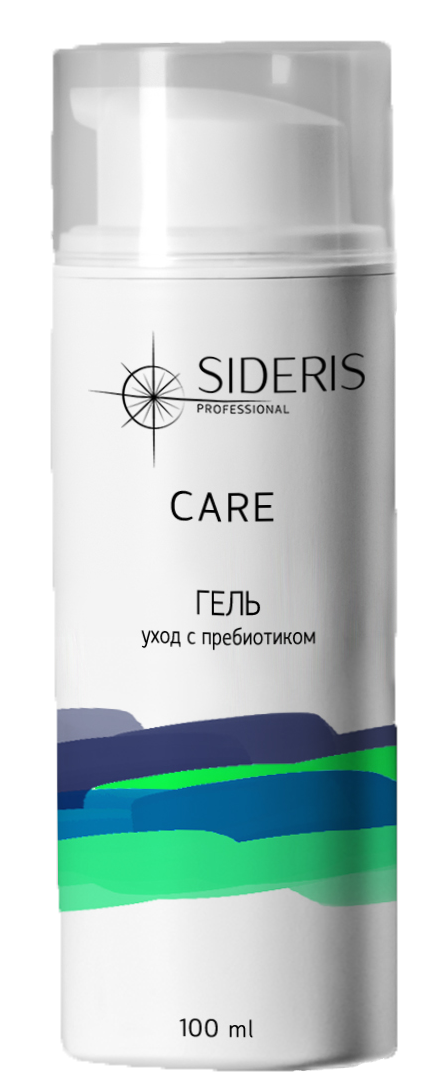 SIDERIS
PROFESSIONAL
CARE
ГЕЛЬ
уход с пребиотиком
100 ml